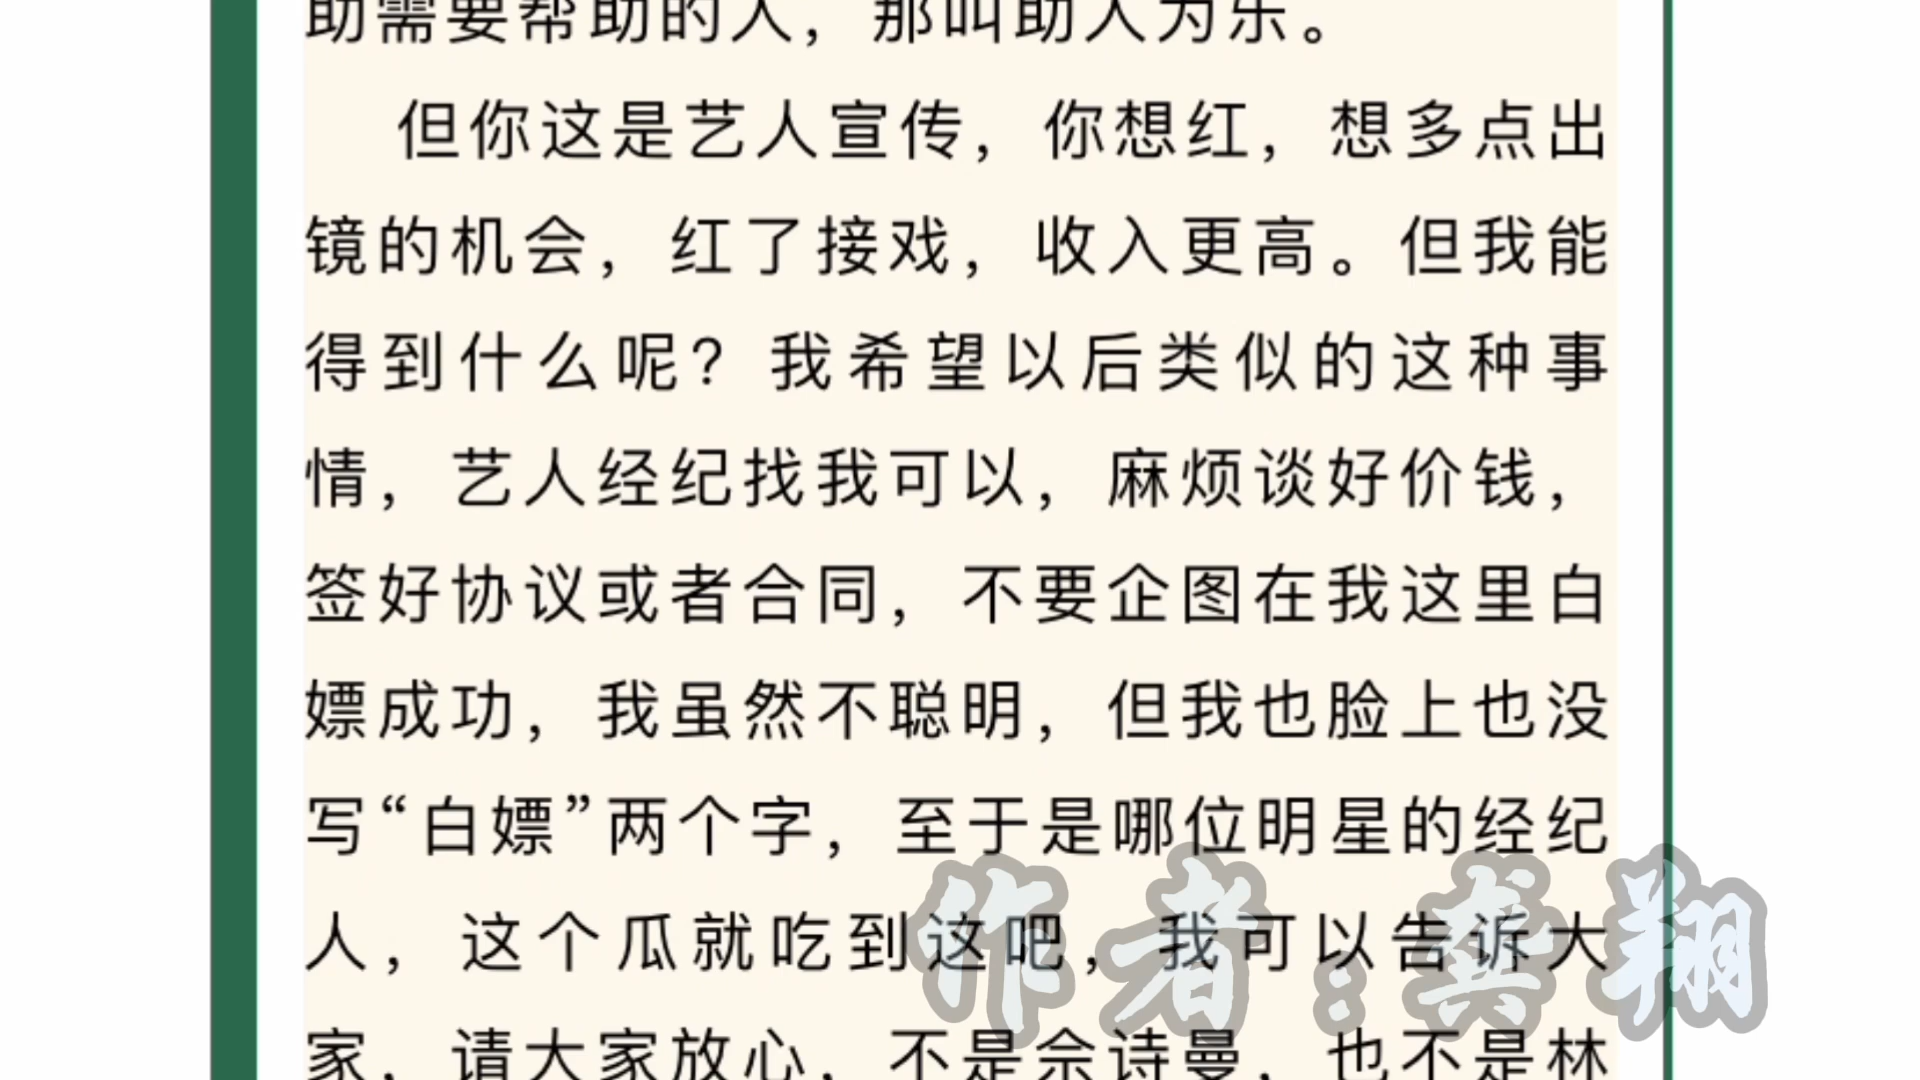 助需要帮助的人，那叫助人为乐。
但你这是艺人宣传，你想红，想多点出
镜的机会，红了接戏，收入更高。但我能
得到什么呢？我希望以后类似的这种事
情，艺人经纪找我可以，麻烦谈好价钱，
签好协议或者合同，不要企图在我这里白
嫖成功，我虽然不聪明，但我也脸上也没
写“白嫖”两个字，至于是哪位明星的经纪
人，这个瓜就吃到这吧，我可以告诉大
家，请大家放心，不是佘诗曼，也不是林
作者：龚翔